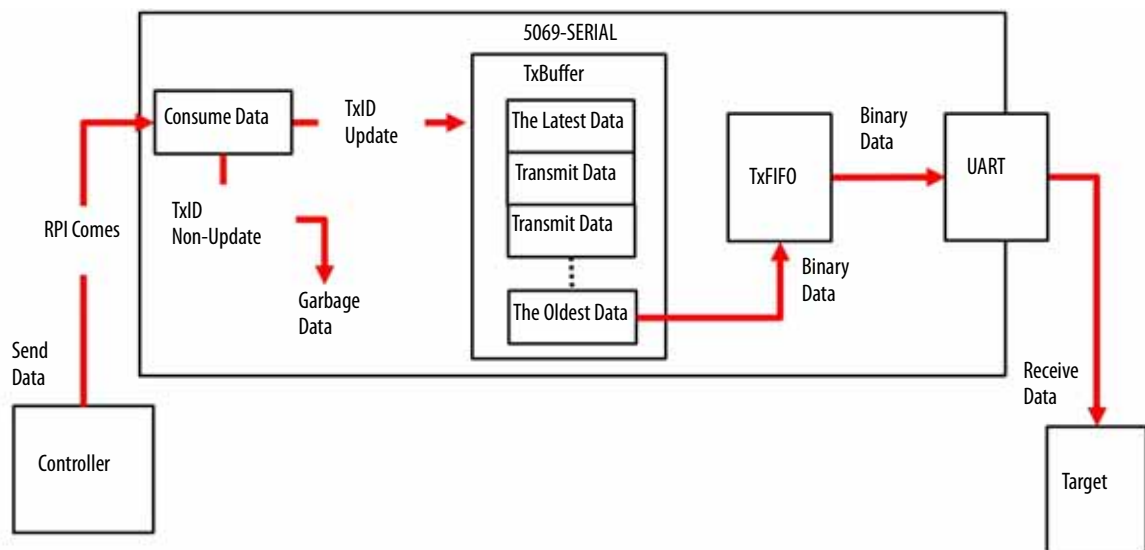 5069-SERIAL
TxBuffer
Consume Data
TxID
Update
The Latest Data
Transmit Data
Transmit Data
The Oldest Data
TxID
Non-Update
Garbage
Data
RPI Comes
Send
Data
Controller
TxFIFO
Binary
Data
Binary
Data
UART
Receive
Data
Target